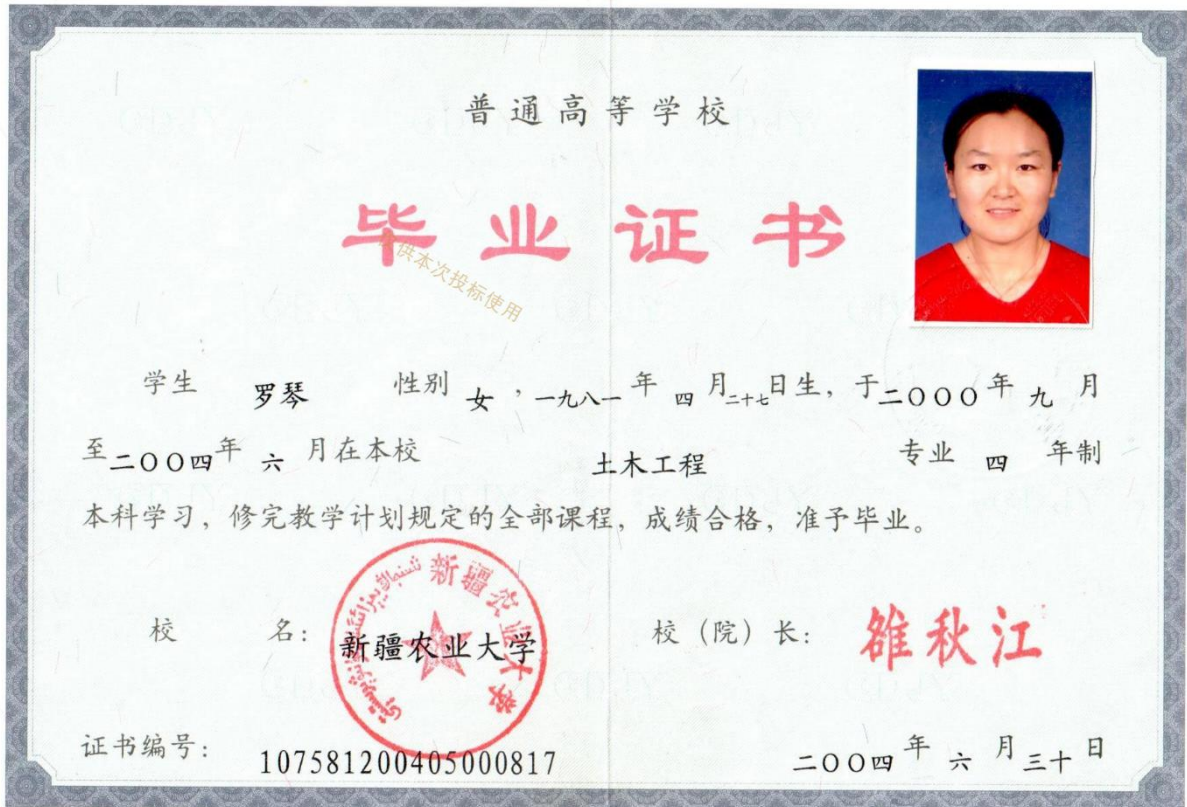 普通高等学校
毕业证书
供本次投标使用
学生 罗琴 性别 女，一九八一年 四 月二十七日生，于二〇〇〇年 九 月
至二〇〇四年 六 月在本校 土木工程 专业 四 年制
本科学习，修完教学计划规定的全部课程，成绩合格，准予毕业。
新疆农业大学
校 名：新疆农业大学 校（院）长：雒秋江
证书编号：107581200405000817 二〇〇四年 六 月三十日